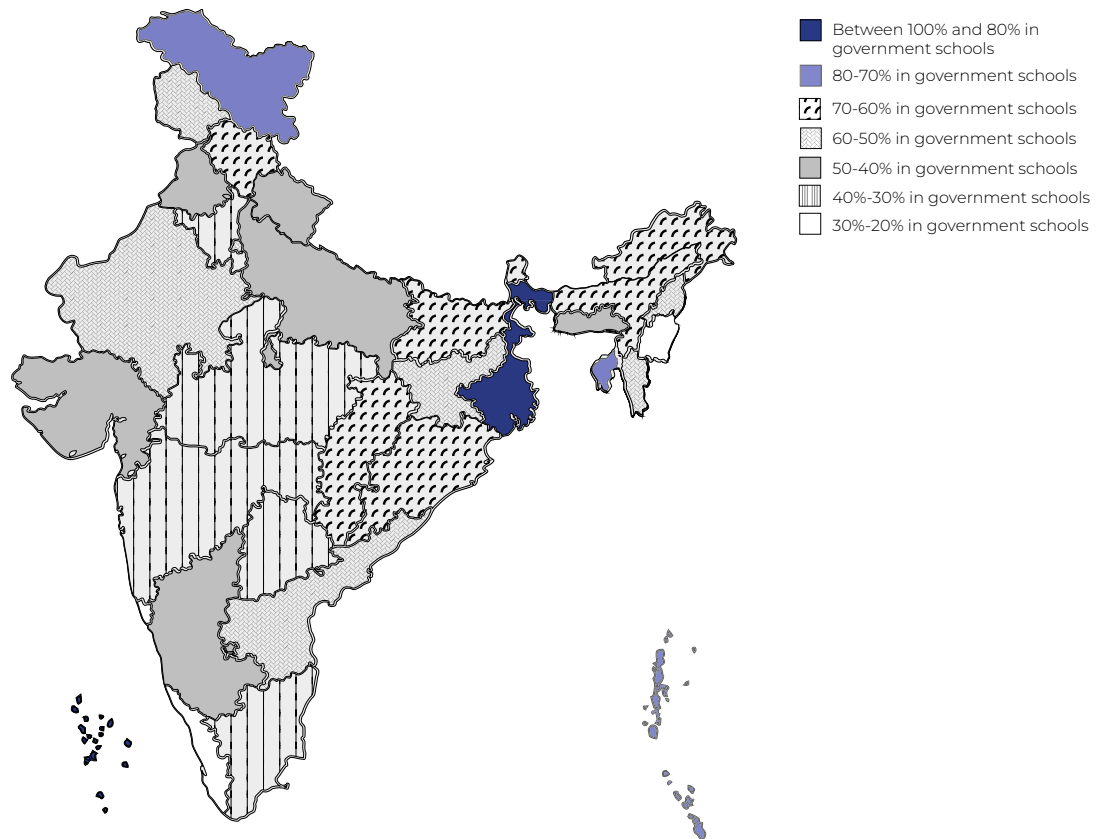 Between 100% and 80% in
government schools
80-70% in government schools
70-60% in government schools
60-50% in government schools
50-40% in government schools
40%-30% in government schools
30%-20% in government schools